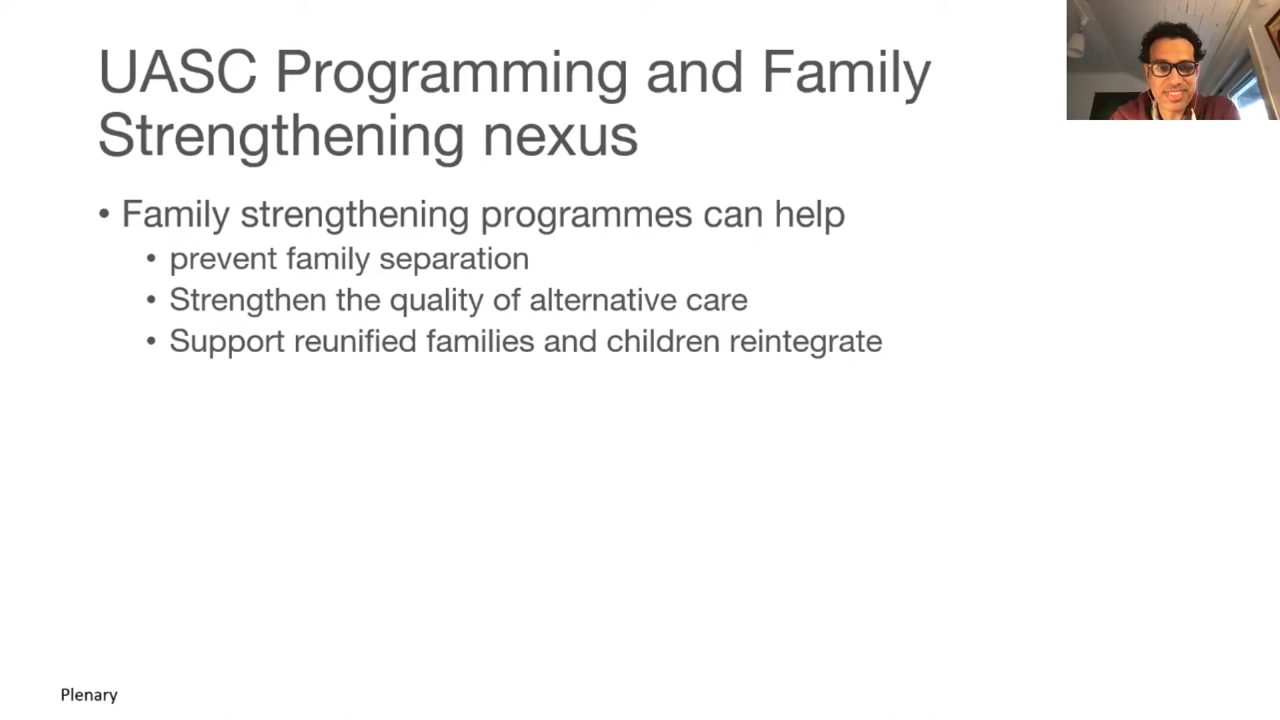 UASC Programming and Family
Strengthening nexus
• Family strengthening programmes can help
• prevent family separation
• Strengthen the quality of alternative care
• Support reunified families and children reintegrate
Plenary